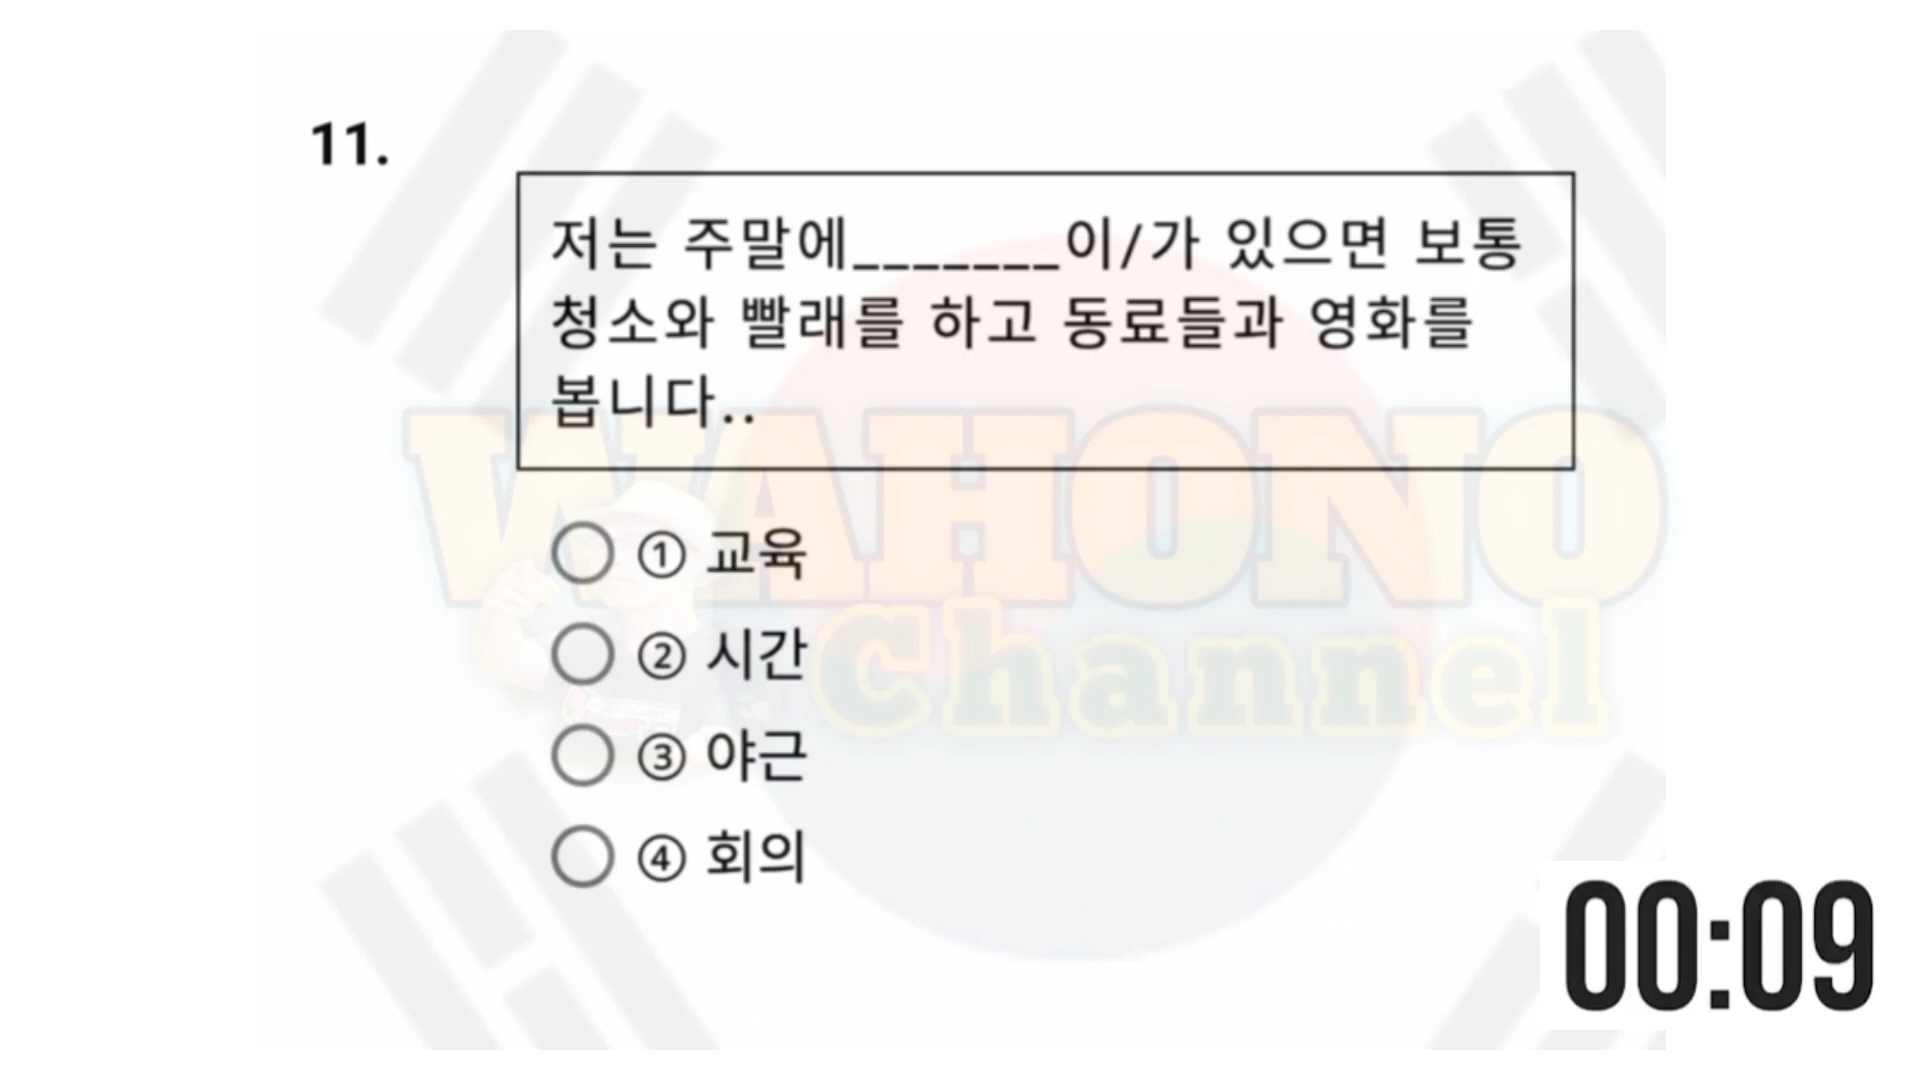 11.
저는 주말에_______이/가 있으면 보통
청소와 빨래를 하고 동료들과 영화를
봅니다..
① 교육
② 시간
③ 야근
④ 회의
WAHONO
Channel
00:09